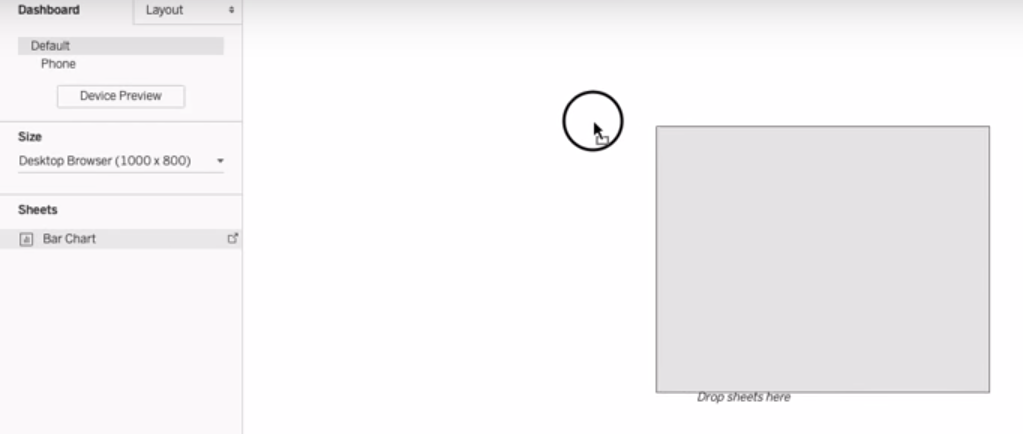 Dashboard
Layout
Default
Phone
Device Preview
Size
Desktop Browser (1000 x 800)
Sheets
Bar Chart
Drop sheets here